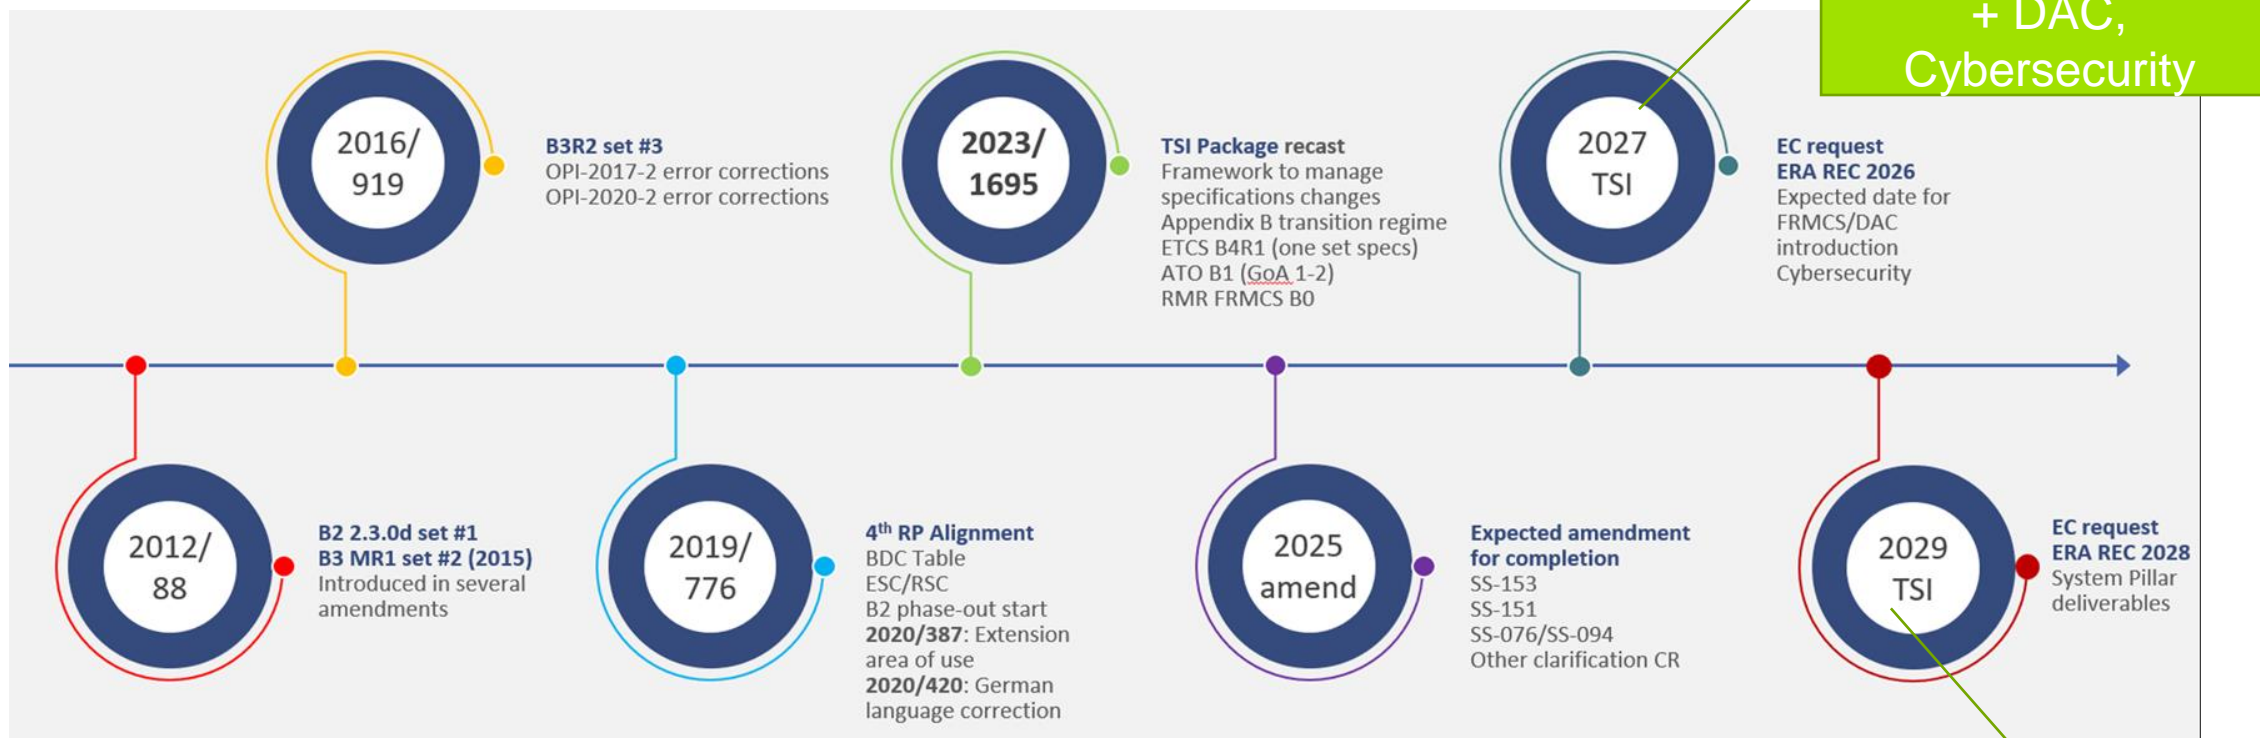 + DAC,
Cybersecurity
2016/
919
B3R2 set #3
OPI-2017-2 error corrections
OPI-2020-2 error corrections
2023/
1695
TSI Package recast
Framework to manage
specifications changes
Appendix B transition regime
ETCS B4R1 (one set specs)
ATO B1 (GoA 1-2)
RMR FRMCS B0
2027
TSI
EC request
ERA REC 2026
Expected date for
FRMCS/DAC
introduction
Cybersecurity
2012/
88
B2 2.3.0d set #1
B3 MR1 set #2 (2015)
Introduced in several
amendments
2019/
776
4th RP Alignment
BDC Table
ESC/RSC
B2 phase-out start
2020/387: Extension
area of use
2020/420: German
language correction
2025
amend
Expected amendment
for completion
SS-153
SS-151
SS-076/SS-094
Other clarification CR
2029
TSI
EC request
ERA REC 2028
System Pillar
deliverables